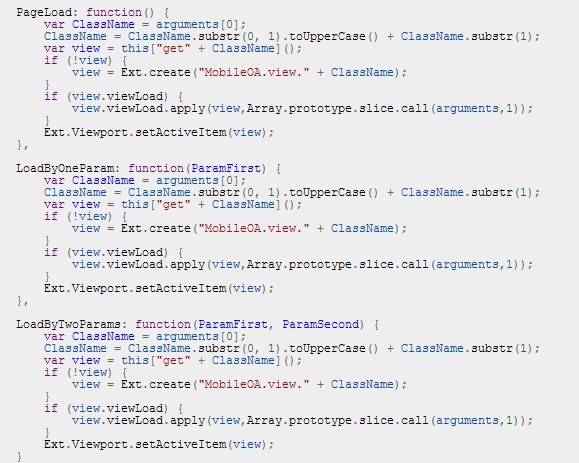 PageLoad: function() {
    var ClassName = arguments[0];
    ClassName = ClassName.substr(0, 1).toUpperCase() + ClassName.substr(1);
    var view = this["get" + ClassName]();
    if (!view) {
        view = Ext.create("MobileOA.view." + ClassName);
    }
    if (view.viewLoad) {
        view.viewLoad.apply(view,Array.prototype.slice.call(arguments,1));
    }
    Ext.Viewport.setActiveItem(view);
},
LoadByOneParam: function(ParamFirst) {
    var ClassName = arguments[0];
    ClassName = ClassName.substr(0, 1).toUpperCase() + ClassName.substr(1);
    var view = this["get" + ClassName]();
    if (!view) {
        view = Ext.create("MobileOA.view." + ClassName);
    }
    if (view.viewLoad) {
        view.viewLoad.apply(view,Array.prototype.slice.call(arguments,1));
    }
    Ext.Viewport.setActiveItem(view);
},
LoadByTwoParams: function(ParamFirst, ParamSecond) {
    var ClassName = arguments[0];
    ClassName = ClassName.substr(0, 1).toUpperCase() + ClassName.substr(1);
    var view = this["get" + ClassName]();
    if (!view) {
        view = Ext.create("MobileOA.view." + ClassName);
    }
    if (view.viewLoad) {
        view.viewLoad.apply(view,Array.prototype.slice.call(arguments,1));
    }
    Ext.Viewport.setActiveItem(view);
}